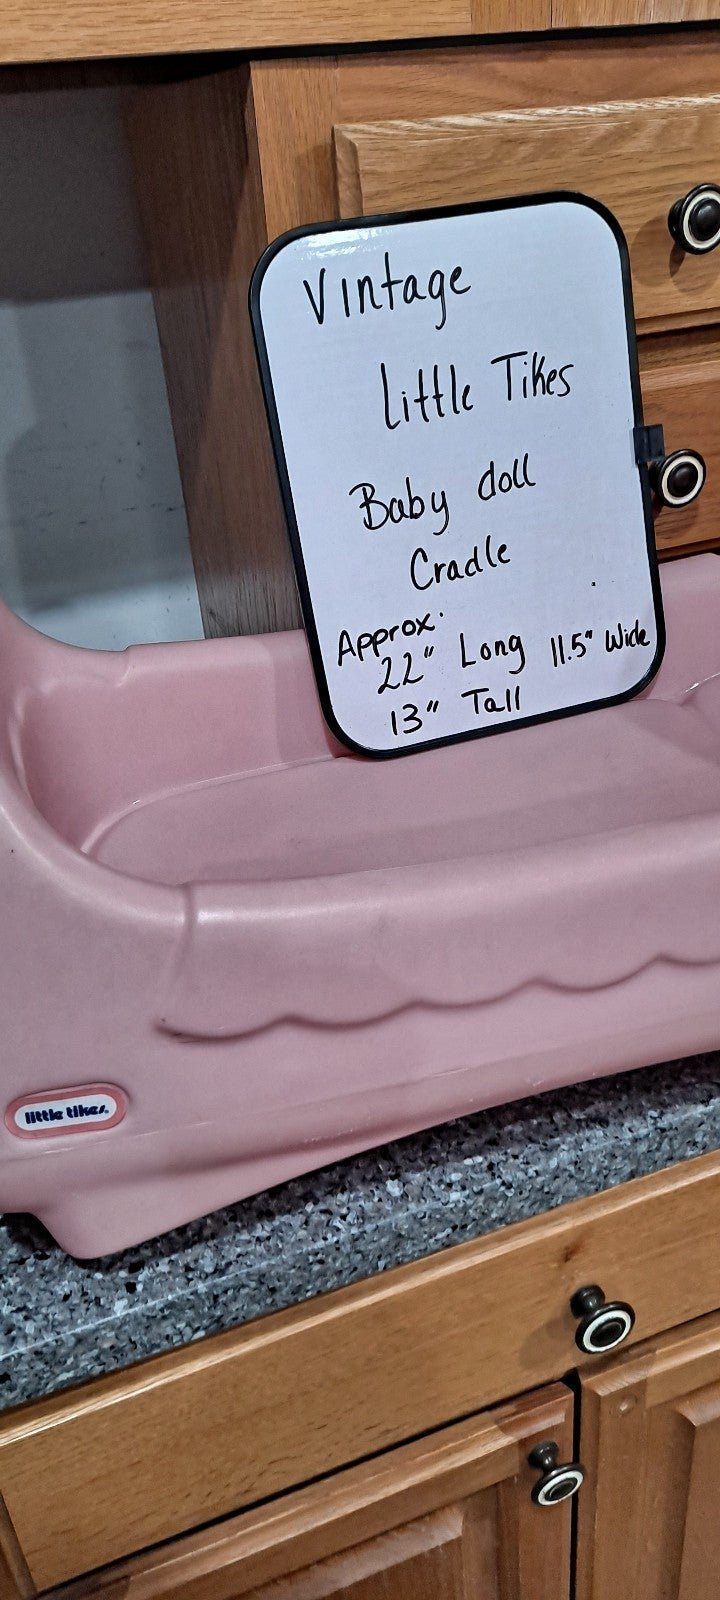 Vintage
Little Tikes
Baby doll
Cradle
Approx.
22" Long 11.5" Wide
13" Tall
little tikes.